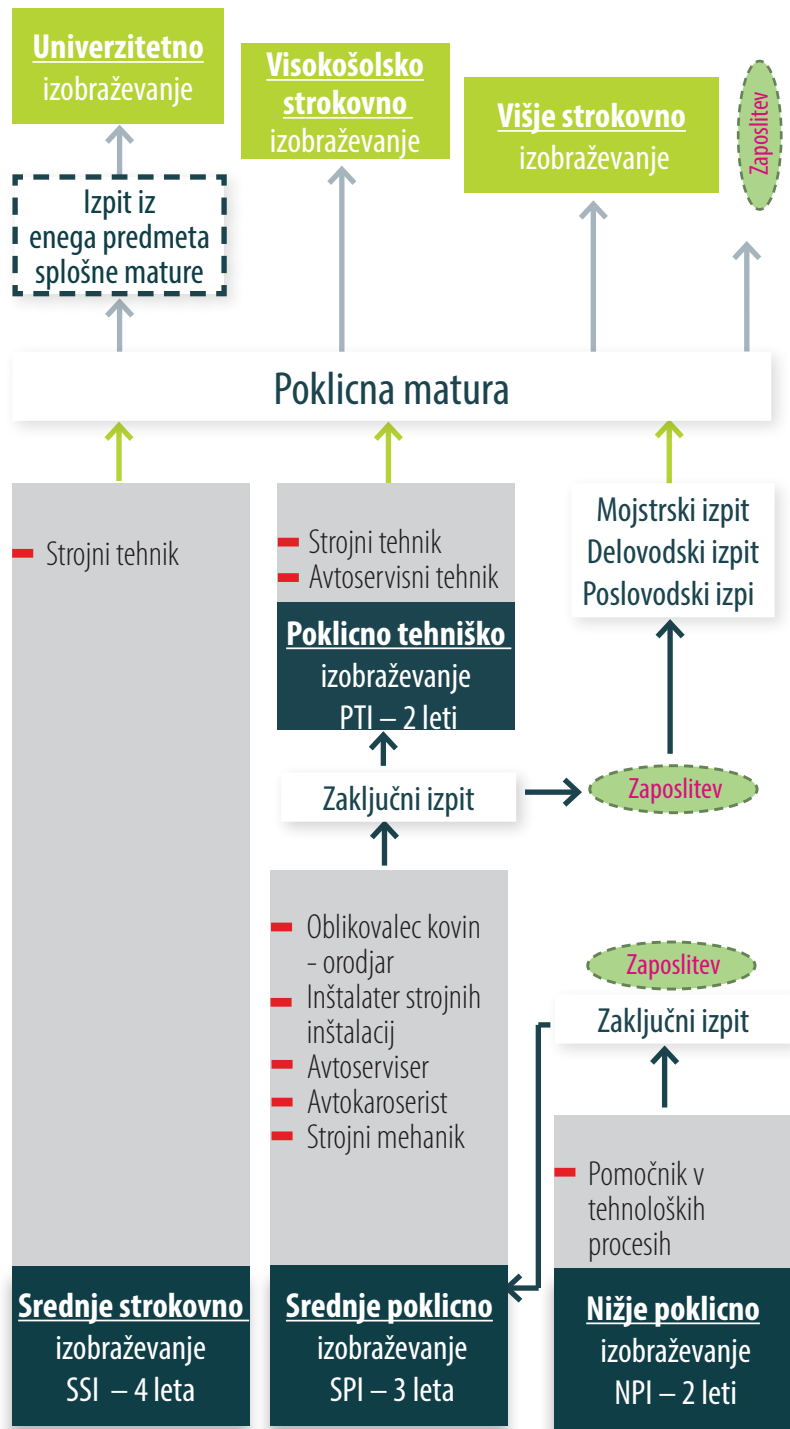 Univerzitetno
izobraževanje
Visokošolsko
strokovno
izobraževanje
Višje strokovno
izobraževanje
Zaposlitev
Izpit iz
enega predmeta
splošne mature
Poklicna matura
Strojni tehnik
Strojni tehnik
Avtoservisni tehnik
Poklicno tehniško
izobraževanje
PTI – 2 leti
Mojstrski izpit
Delovodski izpit
Poslovodski izpi
Zaključni izpit
Zaposlitev
Oblikovalec kovin
- orodjar
Inštalater strojnih
inštalacij
Avtoserviser
Avtokaroserist
Strojni mehanik
Zaposlitev
Zaključni izpit
Pomočnik v
tehnoloških
procesih
Srednje strokovno
izobraževanje
SSI – 4 leta
Srednje poklicno
izobraževanje
SPI – 3 leta
Nižje poklicno
izobraževanje
NPI – 2 leti